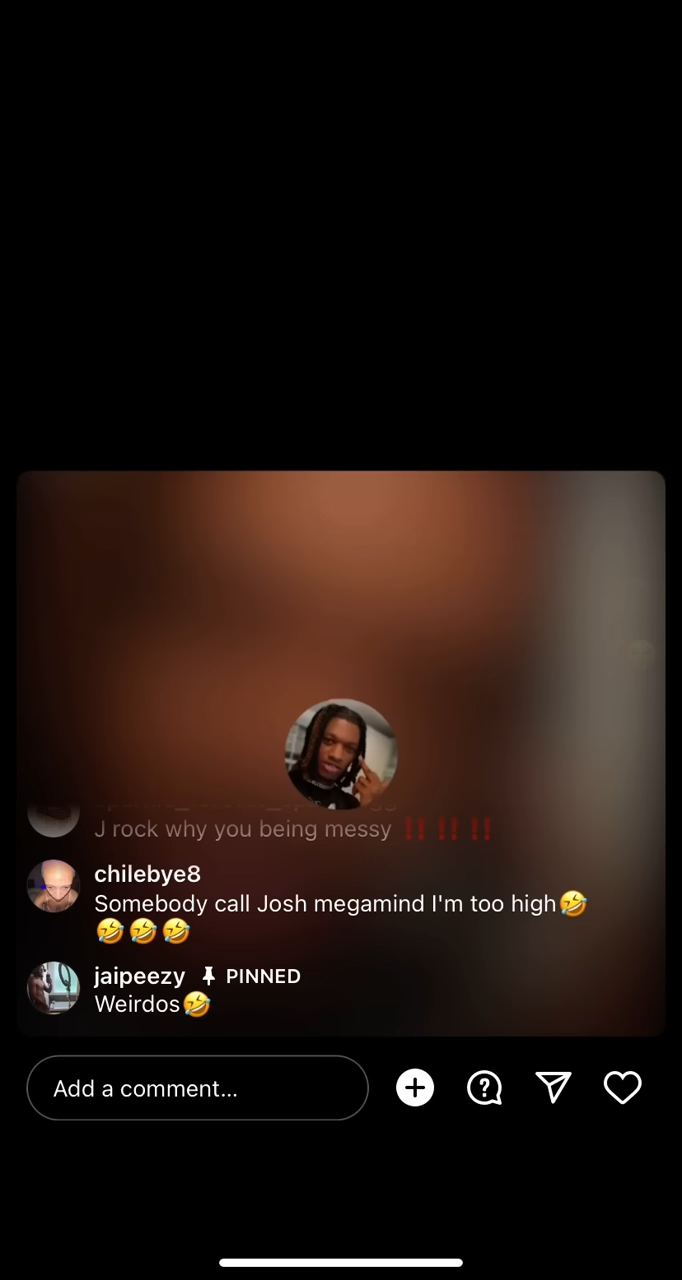 J rock why you being messy ‼️ ‼️ ‼️
chilebye8
Somebody call Josh megamind I'm too high🤣
🤣🤣🤣
jaipeezy 📌 PINNED
Weirdos🤣
Add a comment...